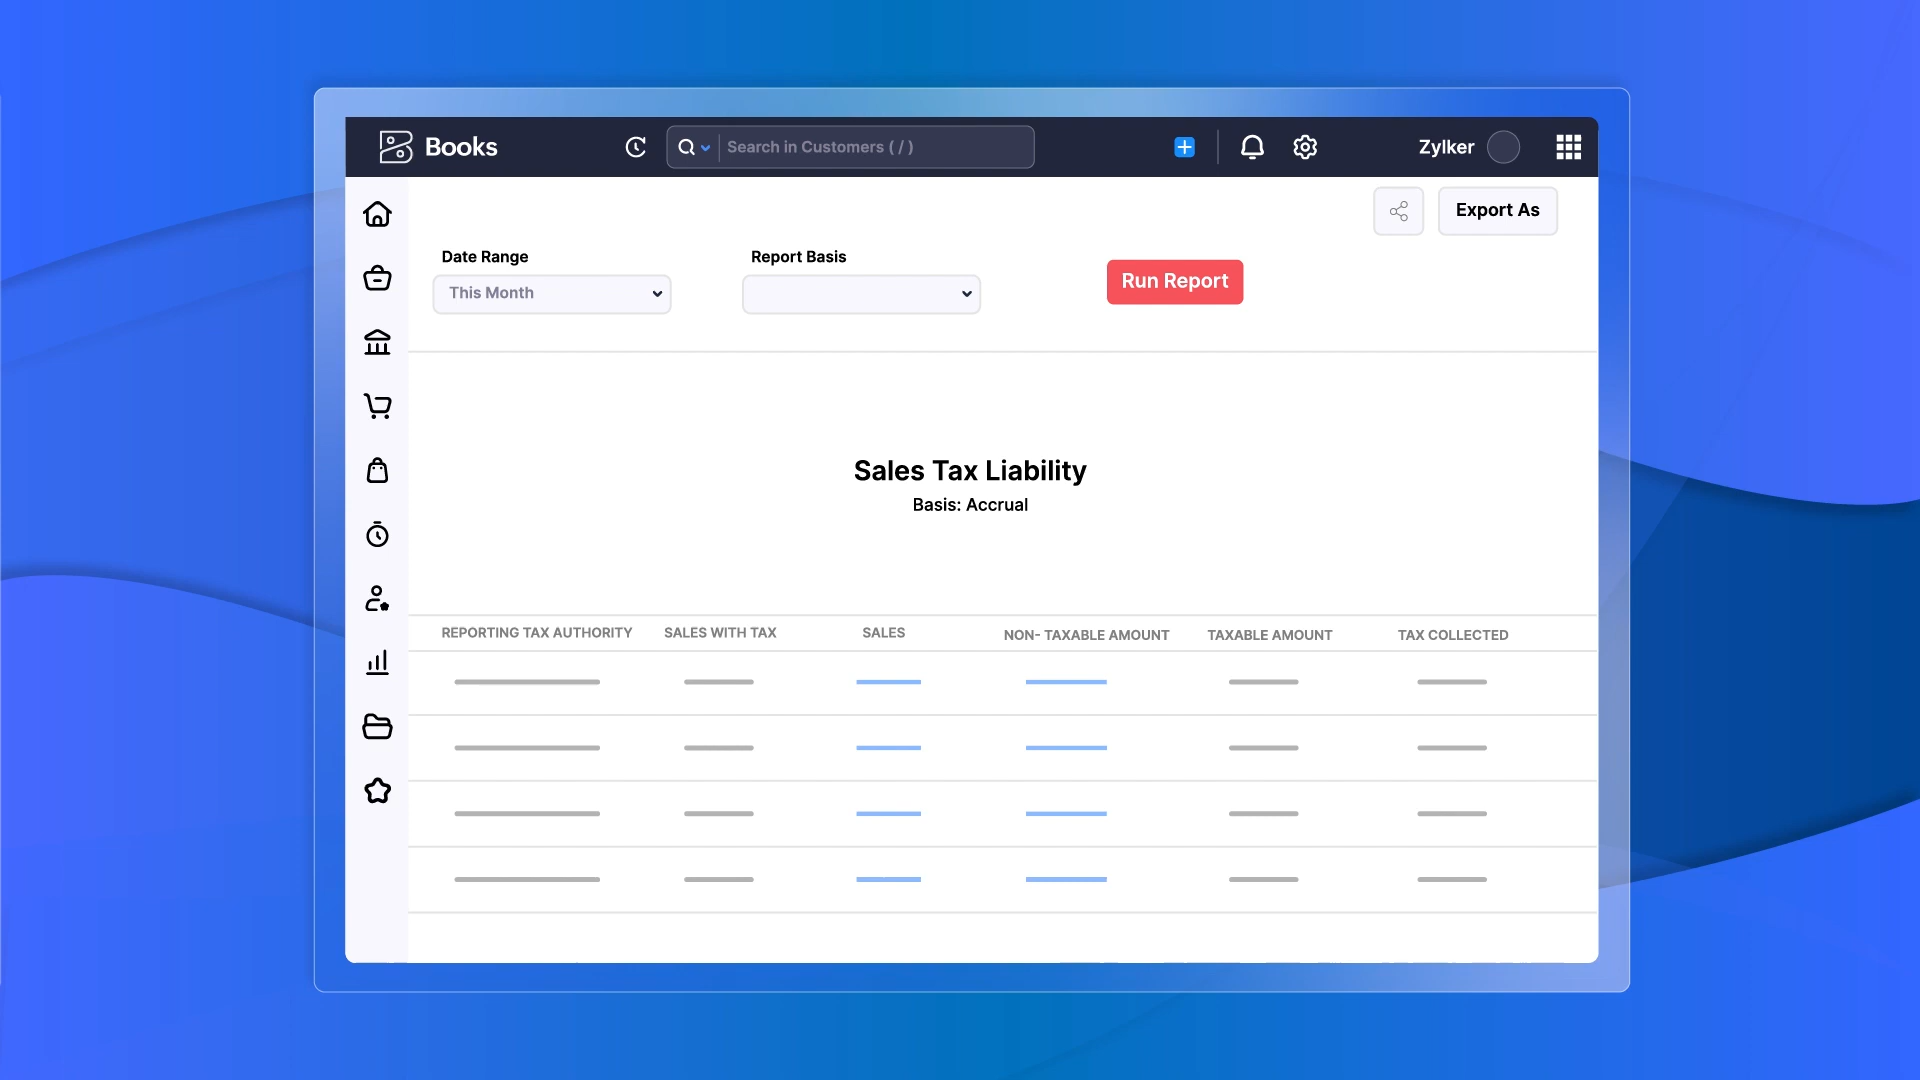 Books
Search in Customers ( / )
Zylker
Export As
Date Range
Report Basis
This Month
Run Report
Sales Tax Liability
Basis: Accrual
REPORTING TAX AUTHORITY SALES WITH TAX SALES NON- TAXABLE AMOUNT TAXABLE AMOUNT TAX COLLECTED